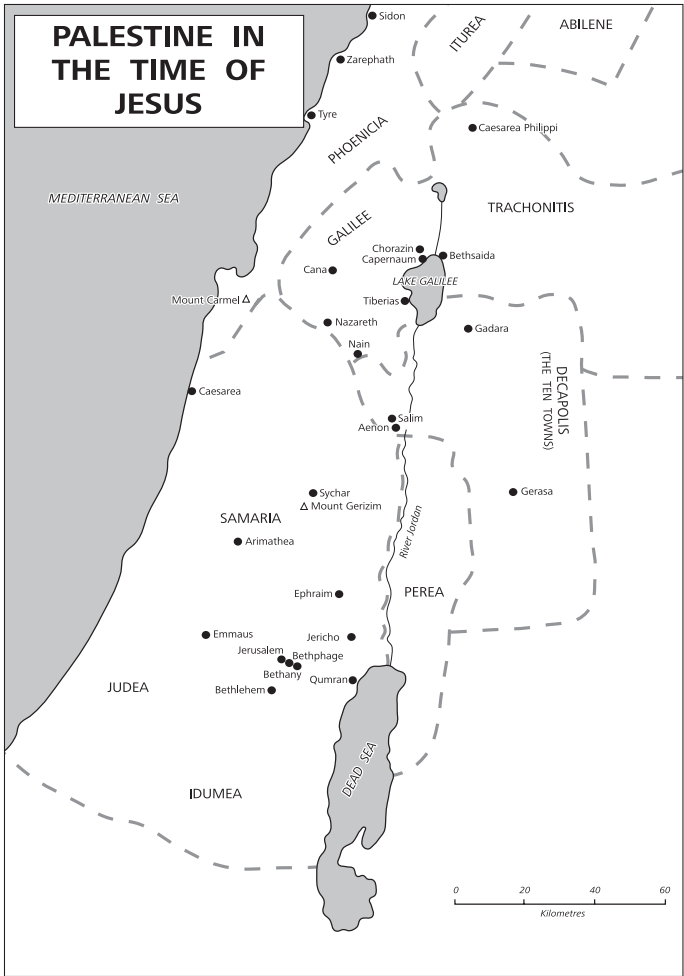 PALESTINE IN
THE TIME OF
JESUS
Sidon
ITUREA
ABILENE
Zarephath
Tyre
PHOENICIA
Caesarea Philippi
MEDITERRANEAN SEA
TRACHONITIS
GALILEE
Chorazin
Capernaum
Bethsaida
Cana
LAKE GALILEE
Mount Carmel
Tiberias
Nazareth
Gadara
Nain
DECAPOLIS
(THE TEN TOWNS)
Caesarea
Salim
Aenon
Sychar
Mount Gerizim
Gerasa
SAMARIA
River Jordan
Arimathea
Ephraim
PEREA
Emmaus
Jericho
Jerusalem
Bethphage
Bethany
Qumran
JUDEA
Bethlehem
DEAD SEA
IDUMEA
0 20 40 60
Kilometres